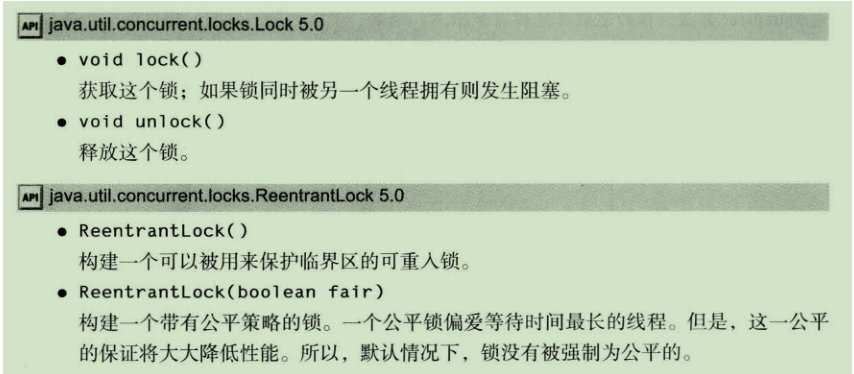 API java.util.concurrent.locks.Lock 5.0
● void lock()
获取这个锁；如果锁同时被另一个线程拥有则发生阻塞。
● void unlock()
释放这个锁。
API java.util.concurrent.locks.ReentrantLock 5.0
● ReentrantLock()
构建一个可以被用来保护临界区的可重入锁。
● ReentrantLock(boolean fair)
构建一个带有公平策略的锁。一个公平锁偏爱等待时间最长的线程。但是，这一公平
的保证将大大降低性能。所以，默认情况下，锁没有被强制为公平的。